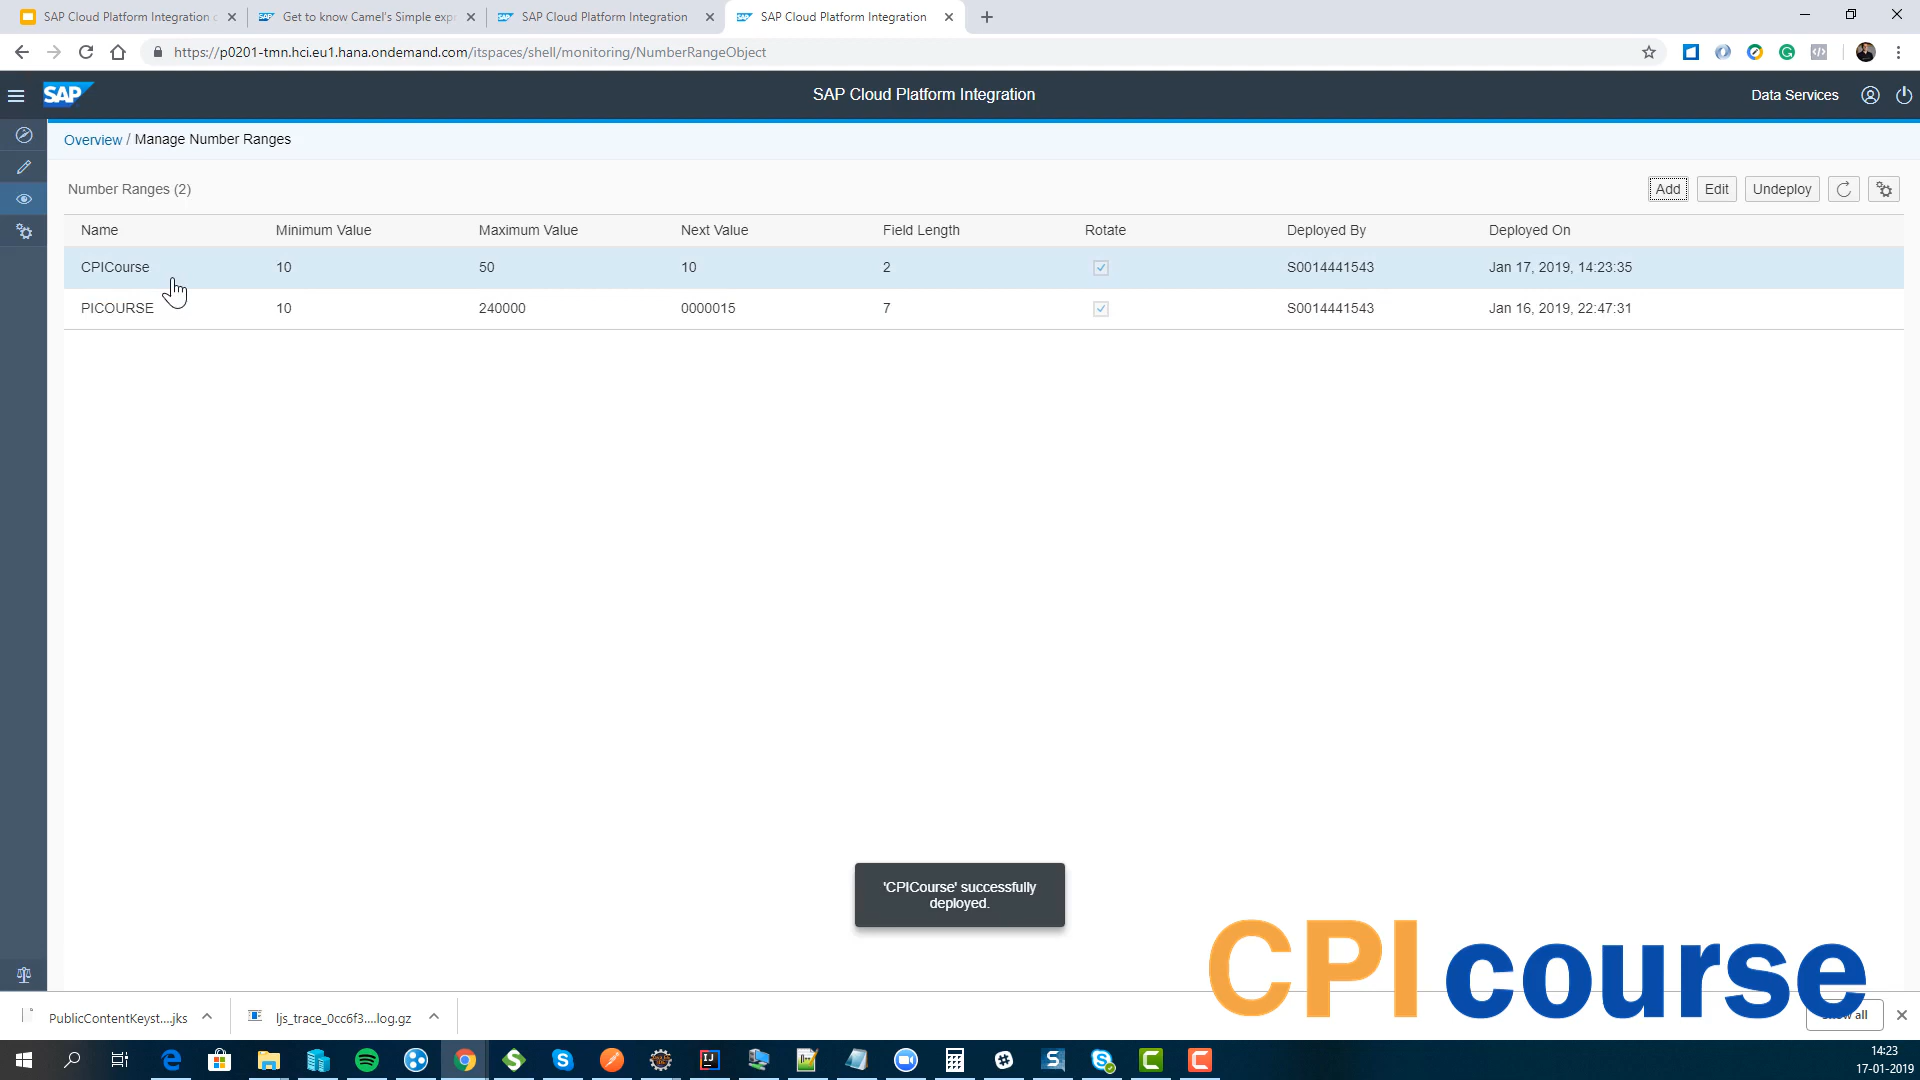 SAP Cloud Platform Integration
Get to know Camel's Simple exp
SAP Cloud Platform Integration
SAP Cloud Platform Integration
https://p0201-tmn.hci.eu1.hana.ondemand.com/itspaces/shell/monitoring/NumberRangeObject
SAP
SAP Cloud Platform Integration
Data Services
Overview / Manage Number Ranges
Number Ranges (2)
Add
Edit
Undeploy
Name Minimum Value Maximum Value Next Value Field Length Rotate Deployed By Deployed On
CPICourse 10 50 10 2 S0014441543 Jan 17, 2019, 14:23:35
PICOURSE 10 240000 0000015 7 S0014441543 Jan 16, 2019, 22:47:31
'CPICourse' successfully
deployed.
CPI course
PublicContentKeyst....jks
ljs_trace_0cc6f3....log.gz
all
14:23
17-01-2019